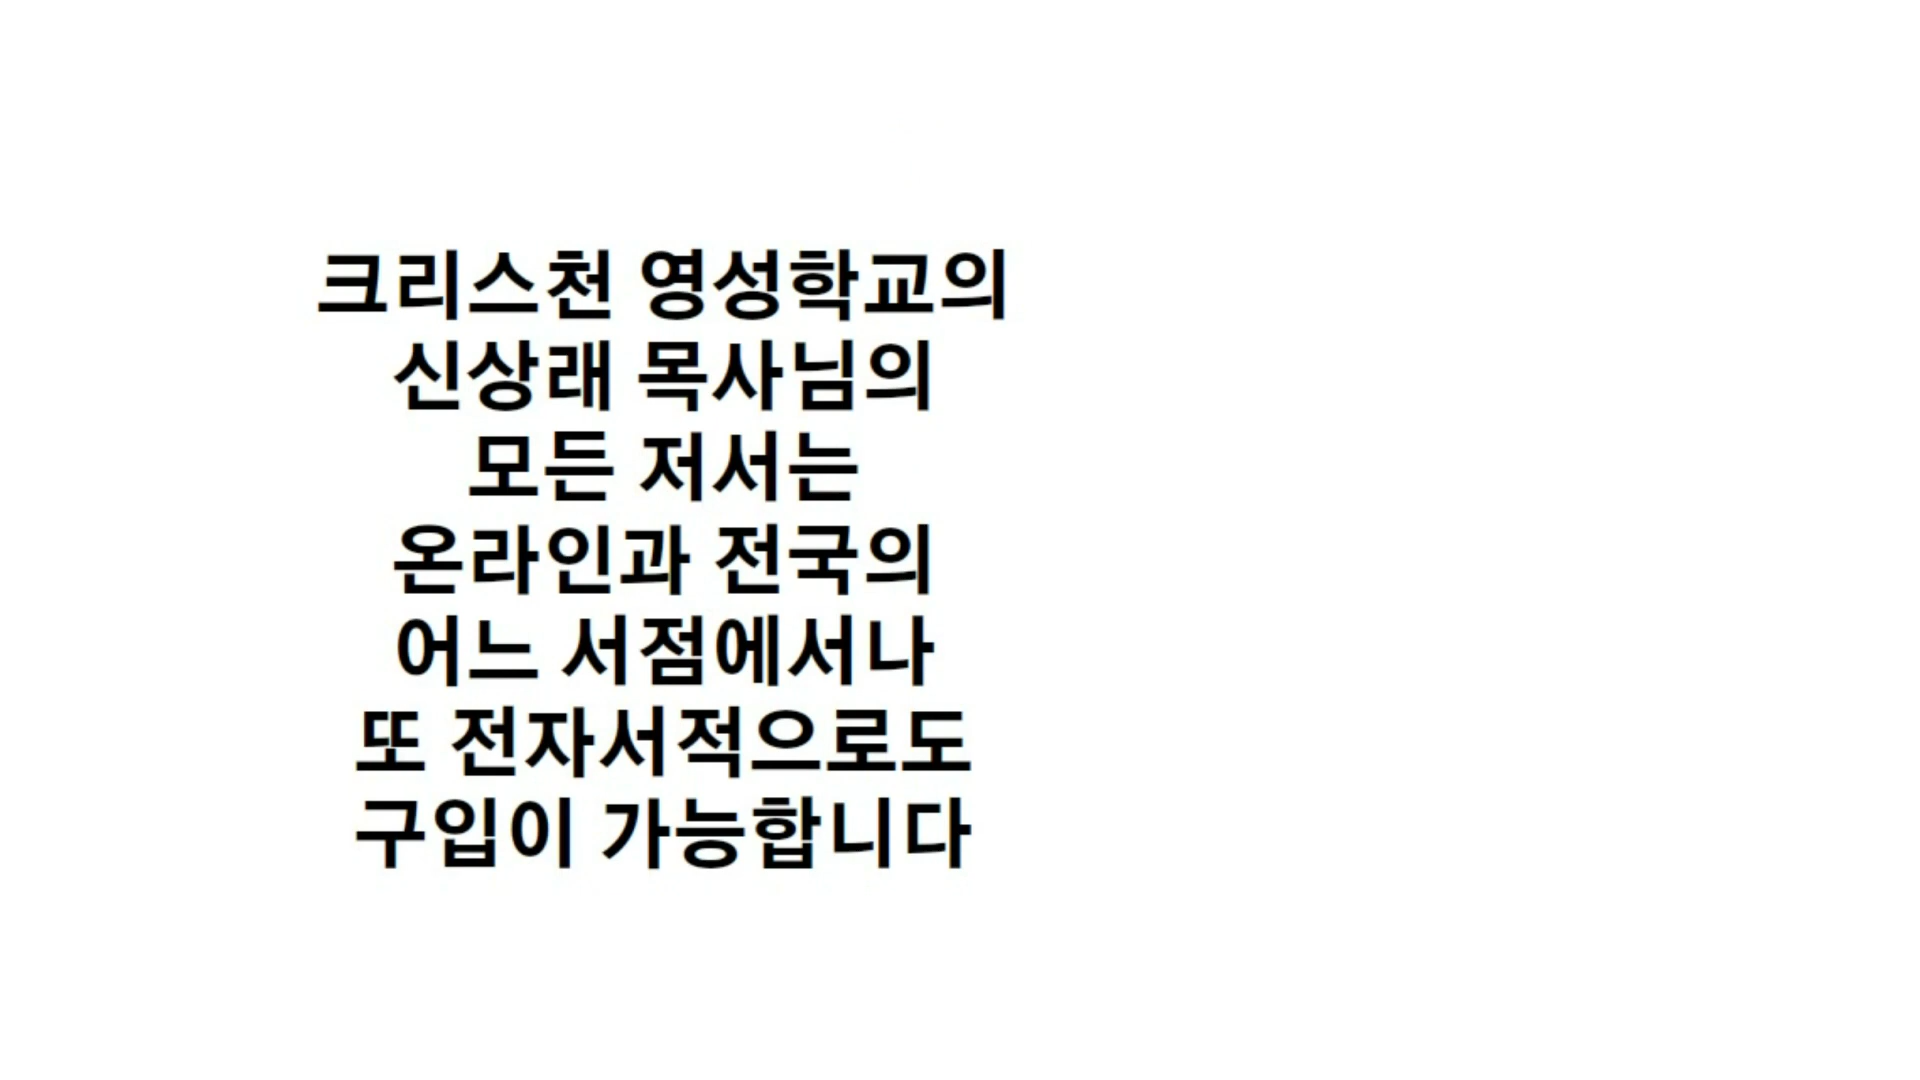 크리스천 영성학교의
신상래 목사님의
모든 저서는
온라인과 전국의
어느 서점에서나
또 전자서적으로도
구입이 가능합니다